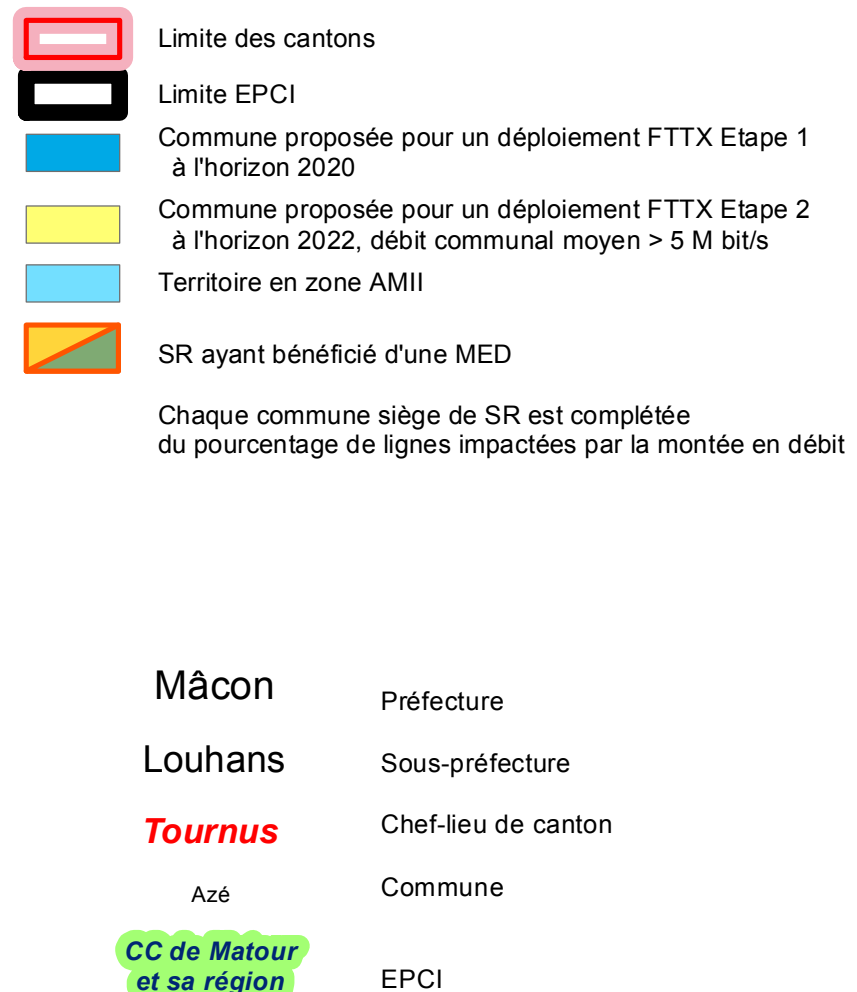 Limite des cantons
Limite EPCI
Commune proposée pour un déploiement FTTX Etape 1
à l'horizon 2020
Commune proposée pour un déploiement FTTX Etape 2
à l'horizon 2022, débit communal moyen > 5 M bit/s
Territoire en zone AMII
SR ayant bénéficié d'une MED
Chaque commune siège de SR est complétée
du pourcentage de lignes impactées par la montée en débit
Mâcon Préfecture
Louhans Sous-préfecture
Tournus Chef-lieu de canton
Azé Commune
CC de Matour
et sa région EPCI